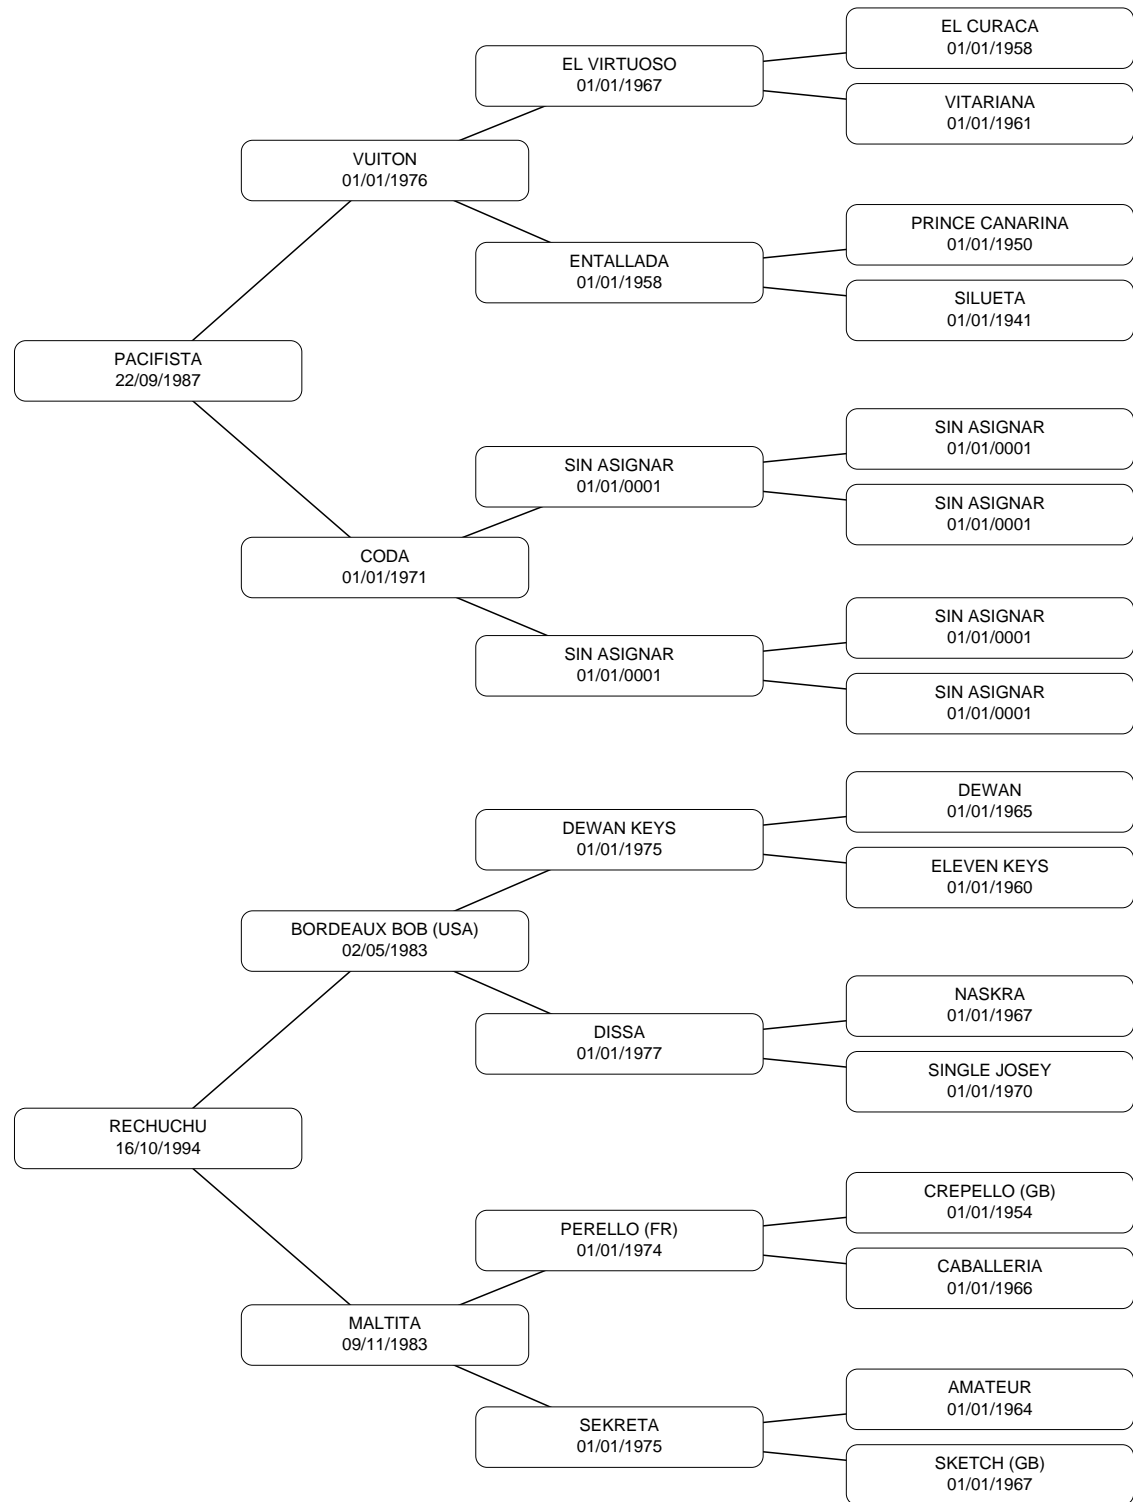 EL CURACA
01/01/1958
EL VIRTUOSO
01/01/1967
VITARIANA
01/01/1961
VUITON
01/01/1976
PRINCE CANARINA
01/01/1950
ENTALLADA
01/01/1958
SILUETA
01/01/1941
PACIFISTA
22/09/1987
SIN ASIGNAR
01/01/0001
SIN ASIGNAR
01/01/0001
SIN ASIGNAR
01/01/0001
CODA
01/01/1971
SIN ASIGNAR
01/01/0001
SIN ASIGNAR
01/01/0001
SIN ASIGNAR
01/01/0001
DEWAN
01/01/1965
DEWAN KEYS
01/01/1975
ELEVEN KEYS
01/01/1960
BORDEAUX BOB (USA)
02/05/1983
NASKRA
01/01/1967
DISSA
01/01/1977
SINGLE JOSEY
01/01/1970
RECHUCHU
16/10/1994
CREPELLO (GB)
01/01/1954
PERELLO (FR)
01/01/1974
CABALLERIA
01/01/1966
MALTITA
09/11/1983
AMATEUR
01/01/1964
SEKRETA
01/01/1975
SKETCH (GB)
01/01/1967